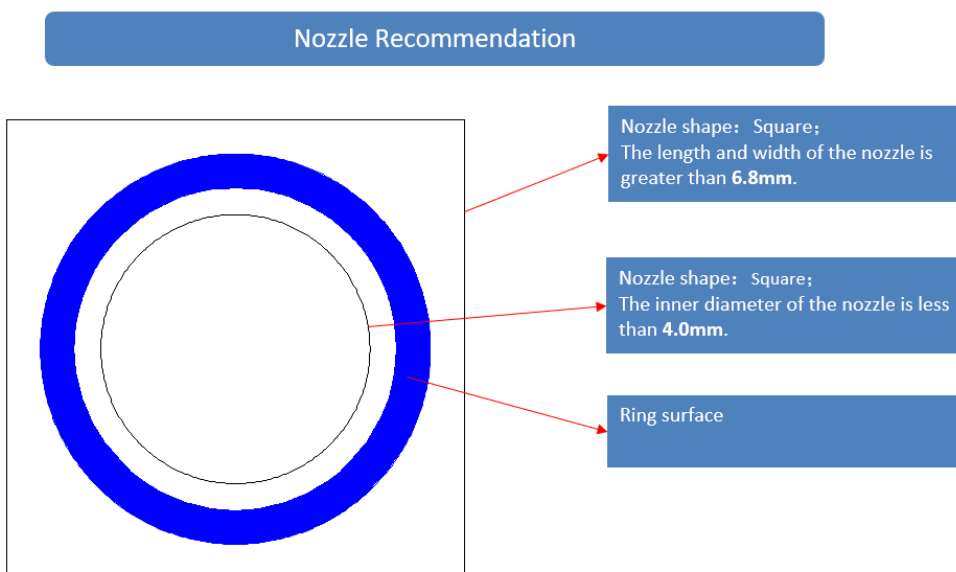 Nozzle Recommendation
Nozzle shape：Square；
The length and width of the nozzle is
greater than 6.8mm.
Nozzle shape：Square；
The inner diameter of the nozzle is less
than 4.0mm.
Ring surface